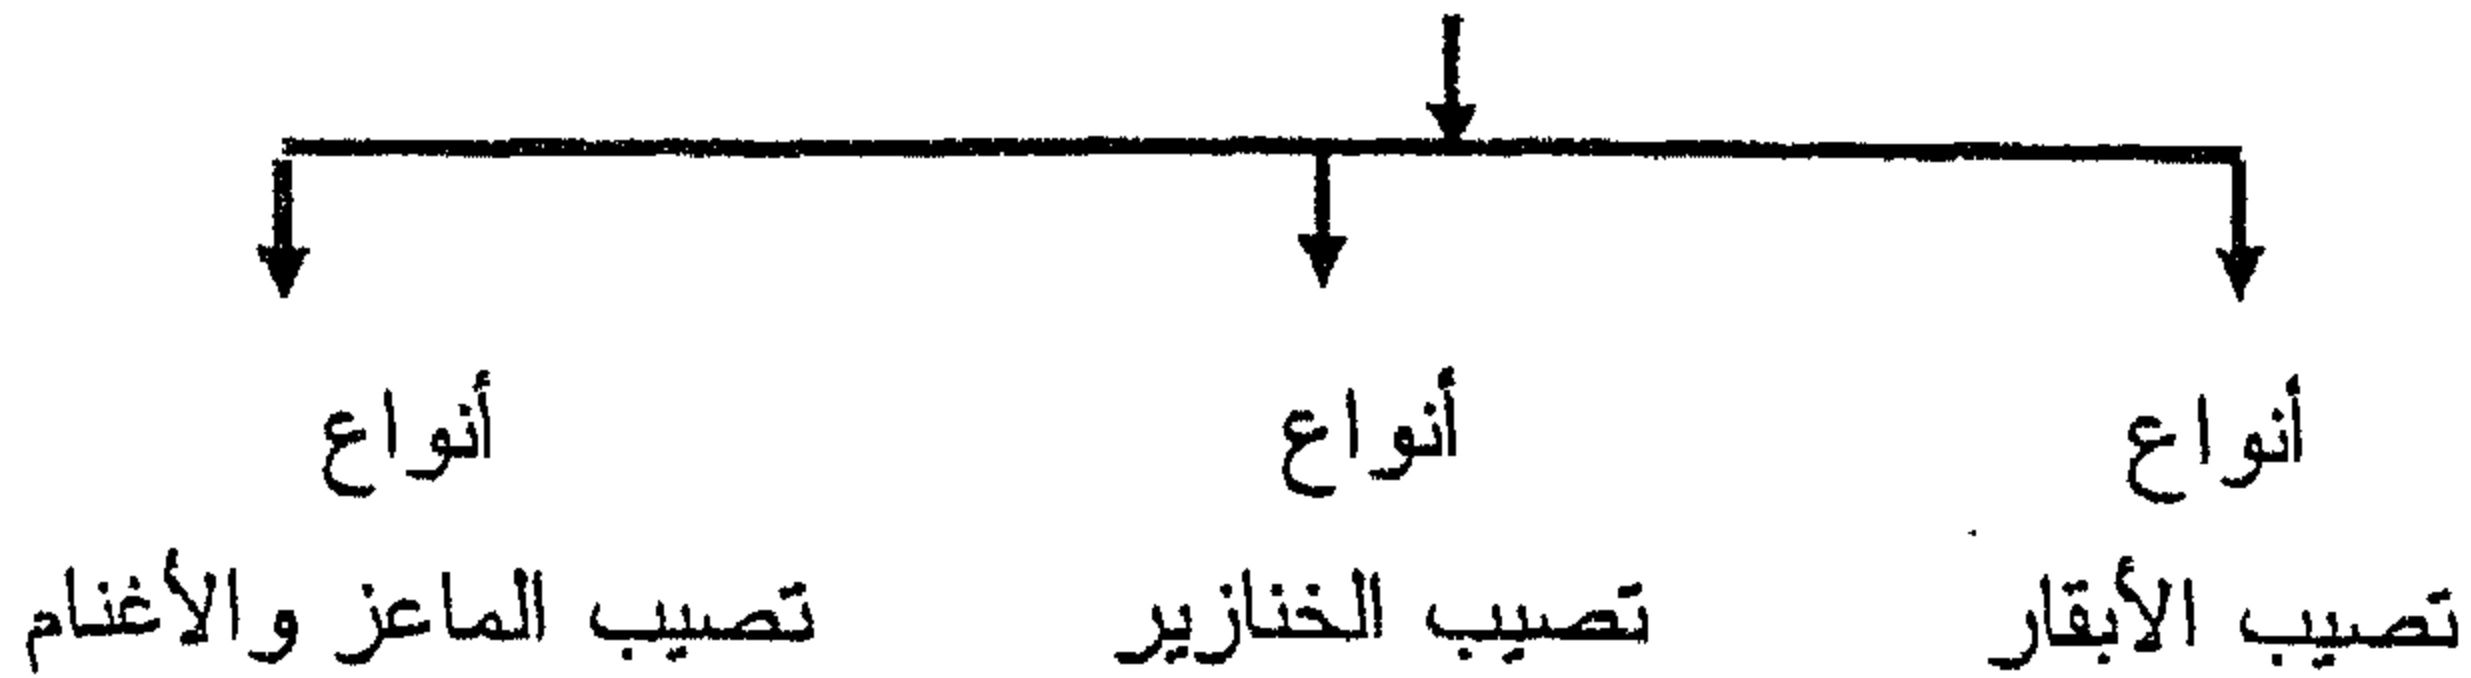 أنواع
تصيب الأبقار
أنواع
تصيب الخنازير
أنواع
تصيب الماعز والأغنام